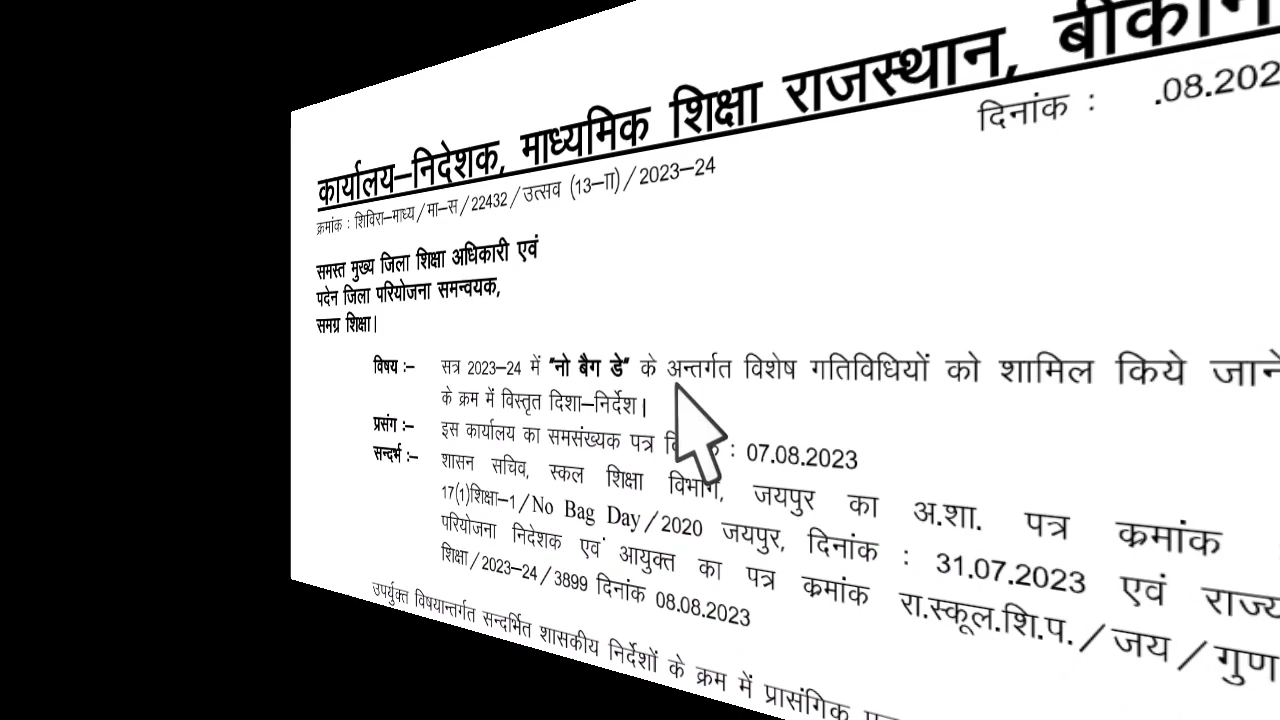 कार्यालय–निदेशक, माध्यमिक शिक्षा राजस्थान,
दिनांक : .08.202
क्रमांक : शिविरा–माध्य/मा–स/22432/उत्सव (13–II)/2023–24
समस्त मुख्य जिला शिक्षा अधिकारी एवं
पदेन जिला परियोजना समन्वयक,
समग्र शिक्षा।
विषय :– सत्र 2023–24 में "नो बैग डे" के अन्तर्गत विशेष गतिविधियों को शामिल किये जाने
के क्रम में विस्तृत दिशा–निर्देश।
प्रसंग :– इस कार्यालय का समसंख्यक पत्र : 07.08.2023
सन्दर्भ :– शासन सचिव, स्कल शिक्षा विभाग, जयपुर का अ.शा. पत्र कमांक
17(1)शिक्षा–1/No Bag Day/2020 जयपुर, दिनांक : 31.07.2023 एवं राज्य
परियोजना निदेशक एवं आयुक्त का पत्र क्रमांक रा.स्कूल.शि.प./जय/गुण
शिक्षा/2023–24/3899 दिनांक 08.08.2023
उपर्युक्त विषयान्तर्गत सन्दर्भित शासकीय निर्देशों के क्रम में प्रासंगिक